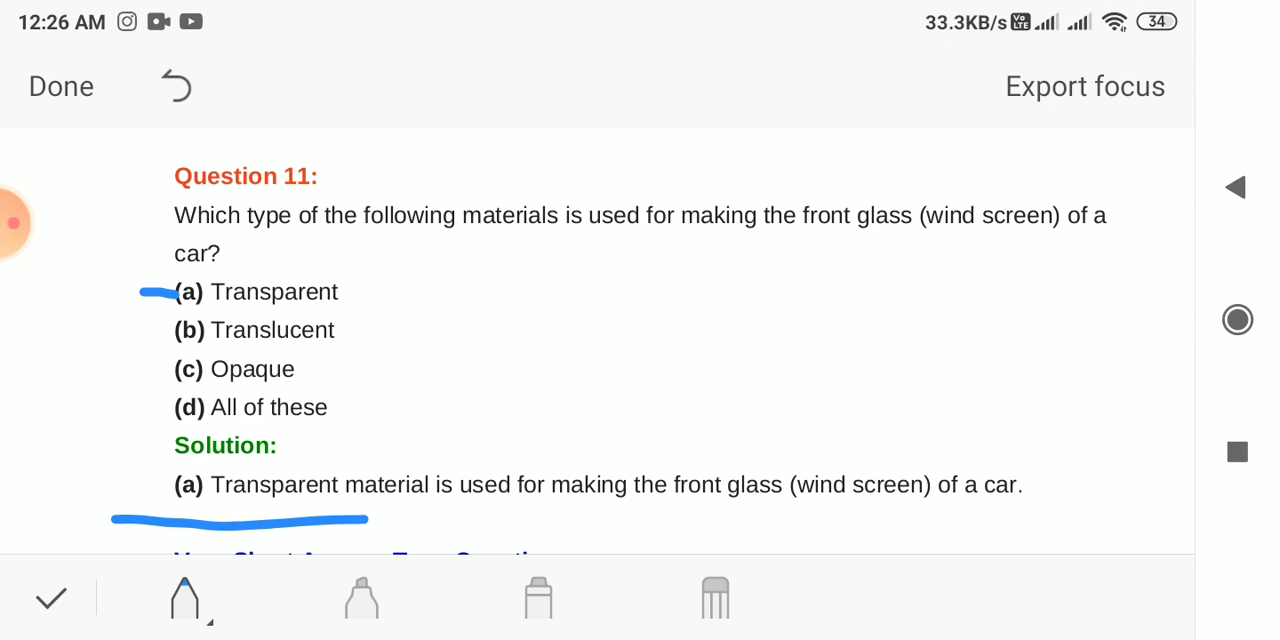 12:26 AM 33.3KB/s Vo LTE 34
Done Export focus
Question 11:
Which type of the following materials is used for making the front glass (wind screen) of a
car?
(a) Transparent
(b) Translucent
(c) Opaque
(d) All of these
Solution:
(a) Transparent material is used for making the front glass (wind screen) of a car.